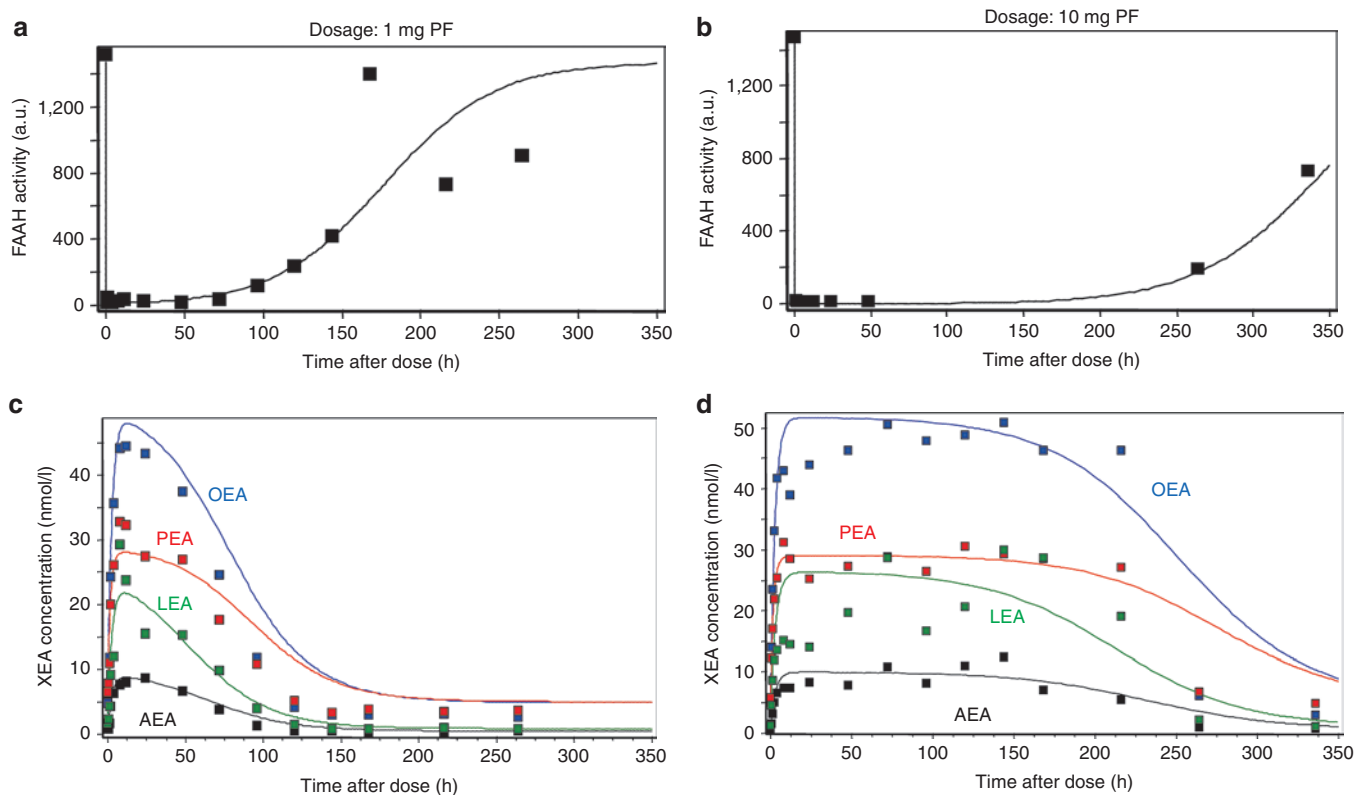 a
Dosage: 1 mg PF
FAAH activity (a.u.)
1,200
800
400
0
0 50 100 150 200 250 300 350
Time after dose (h)
b
Dosage: 10 mg PF
FAAH activity (a.u.)
1,200
800
400
0
0 50 100 150 200 250 300 350
Time after dose (h)
c
XEA concentration (nmol/l)
40
30
20
10
0
OEA
PEA
LEA
AEA
0 50 100 150 200 250 300 350
Time after dose (h)
d
XEA concentration (nmol/l)
50
40
30
20
10
0
OEA
PEA
LEA
AEA
0 50 100 150 200 250 300 350
Time after dose (h)